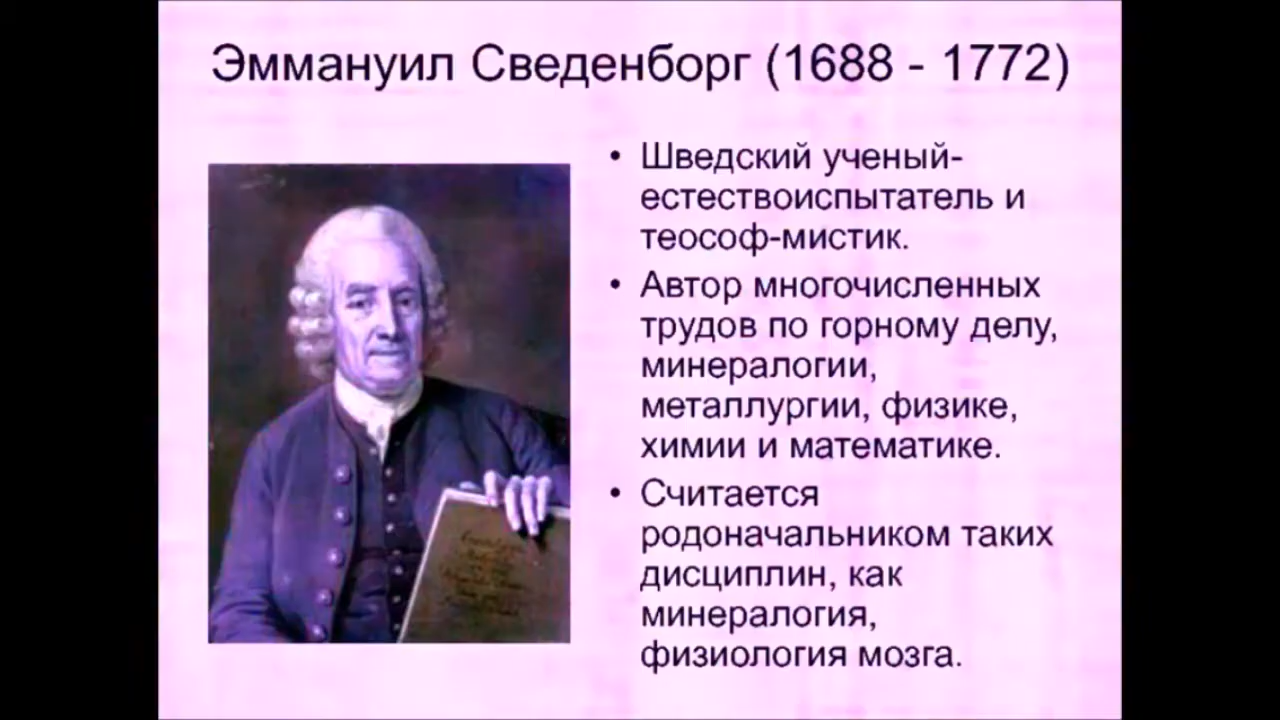 Эммануил Сведенборг (1688 - 1772)
• Шведский ученый-
естествоиспытатель и
теософ-мистик.
• Автор многочисленных
трудов по горному делу,
минералогии,
металлургии, физике,
химии и математике.
• Считается
родоначальником таких
дисциплин, как
минералогия,
физиология мозга.